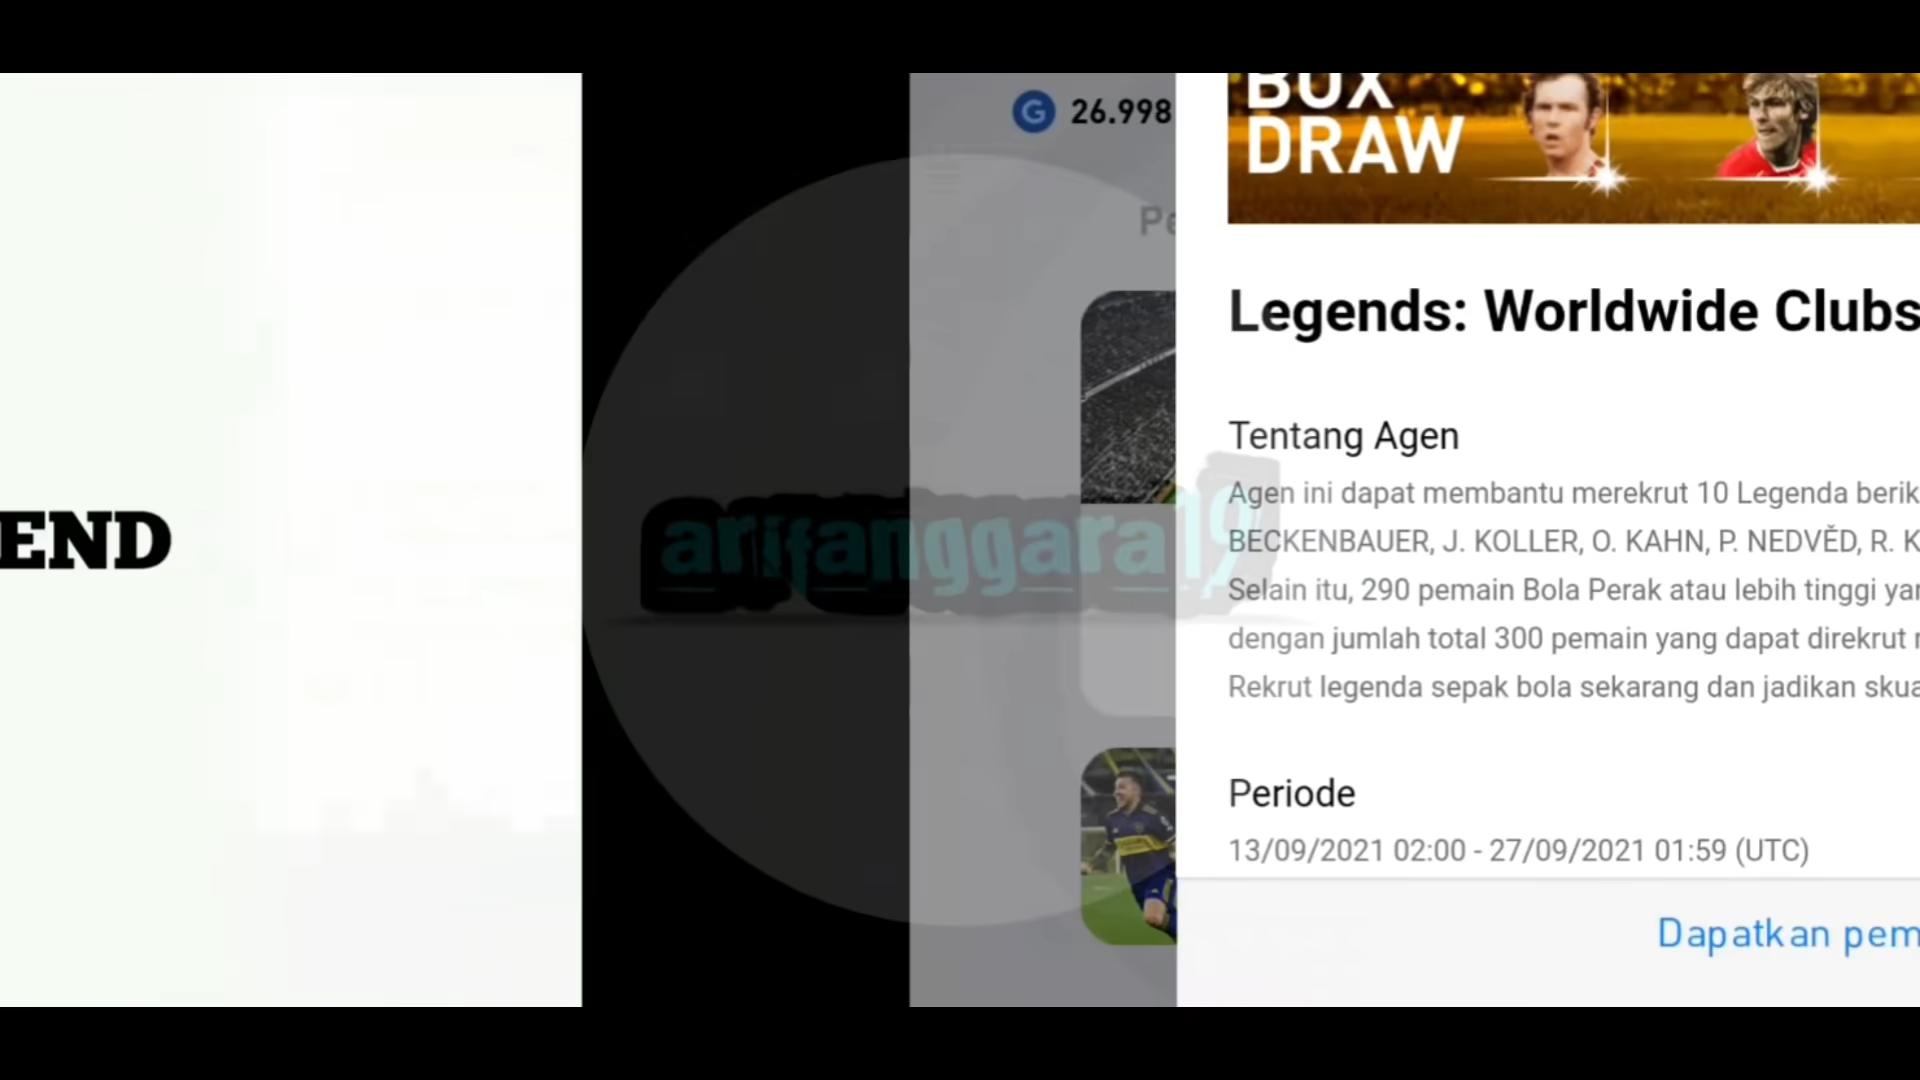 END
G 26.998
Pe
BOX
DRAW
Legends: Worldwide Clubs
Tentang Agen
Agen ini dapat membantu merekrut 10 Legenda berik
BECKENBAUER, J. KOLLER, O. KAHN, P. NEDVĚD, R. K
Selain itu, 290 pemain Bola Perak atau lebih tinggi yan
dengan jumlah total 300 pemain yang dapat direkrut
Rekrut legenda sepak bola sekarang dan jadikan skua
arifanggara19
Periode
13/09/2021 02:00 - 27/09/2021 01:59 (UTC)
Dapatkan pem